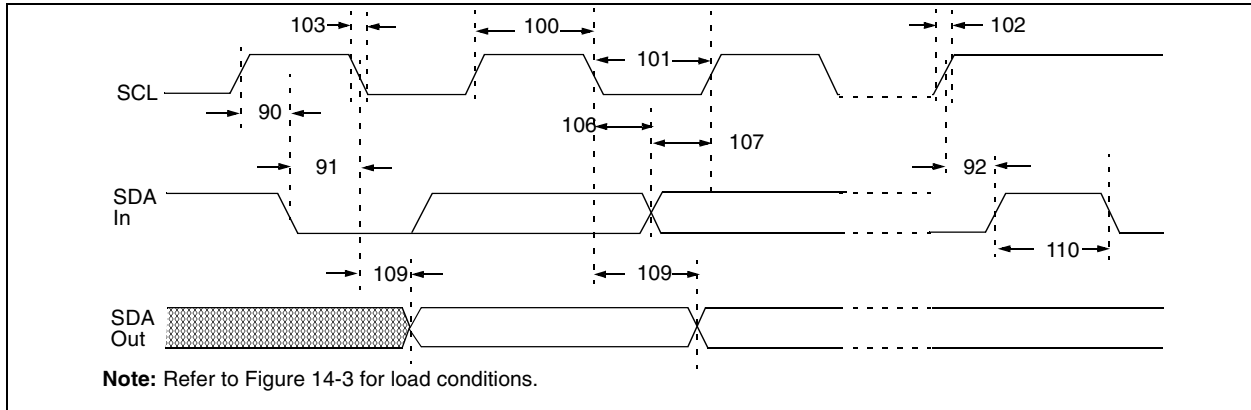 103
100
101
102
SCL
90
106
107
91
92
SDA
In
109
109
110
SDA
Out
Note: Refer to Figure 14-3 for load conditions.